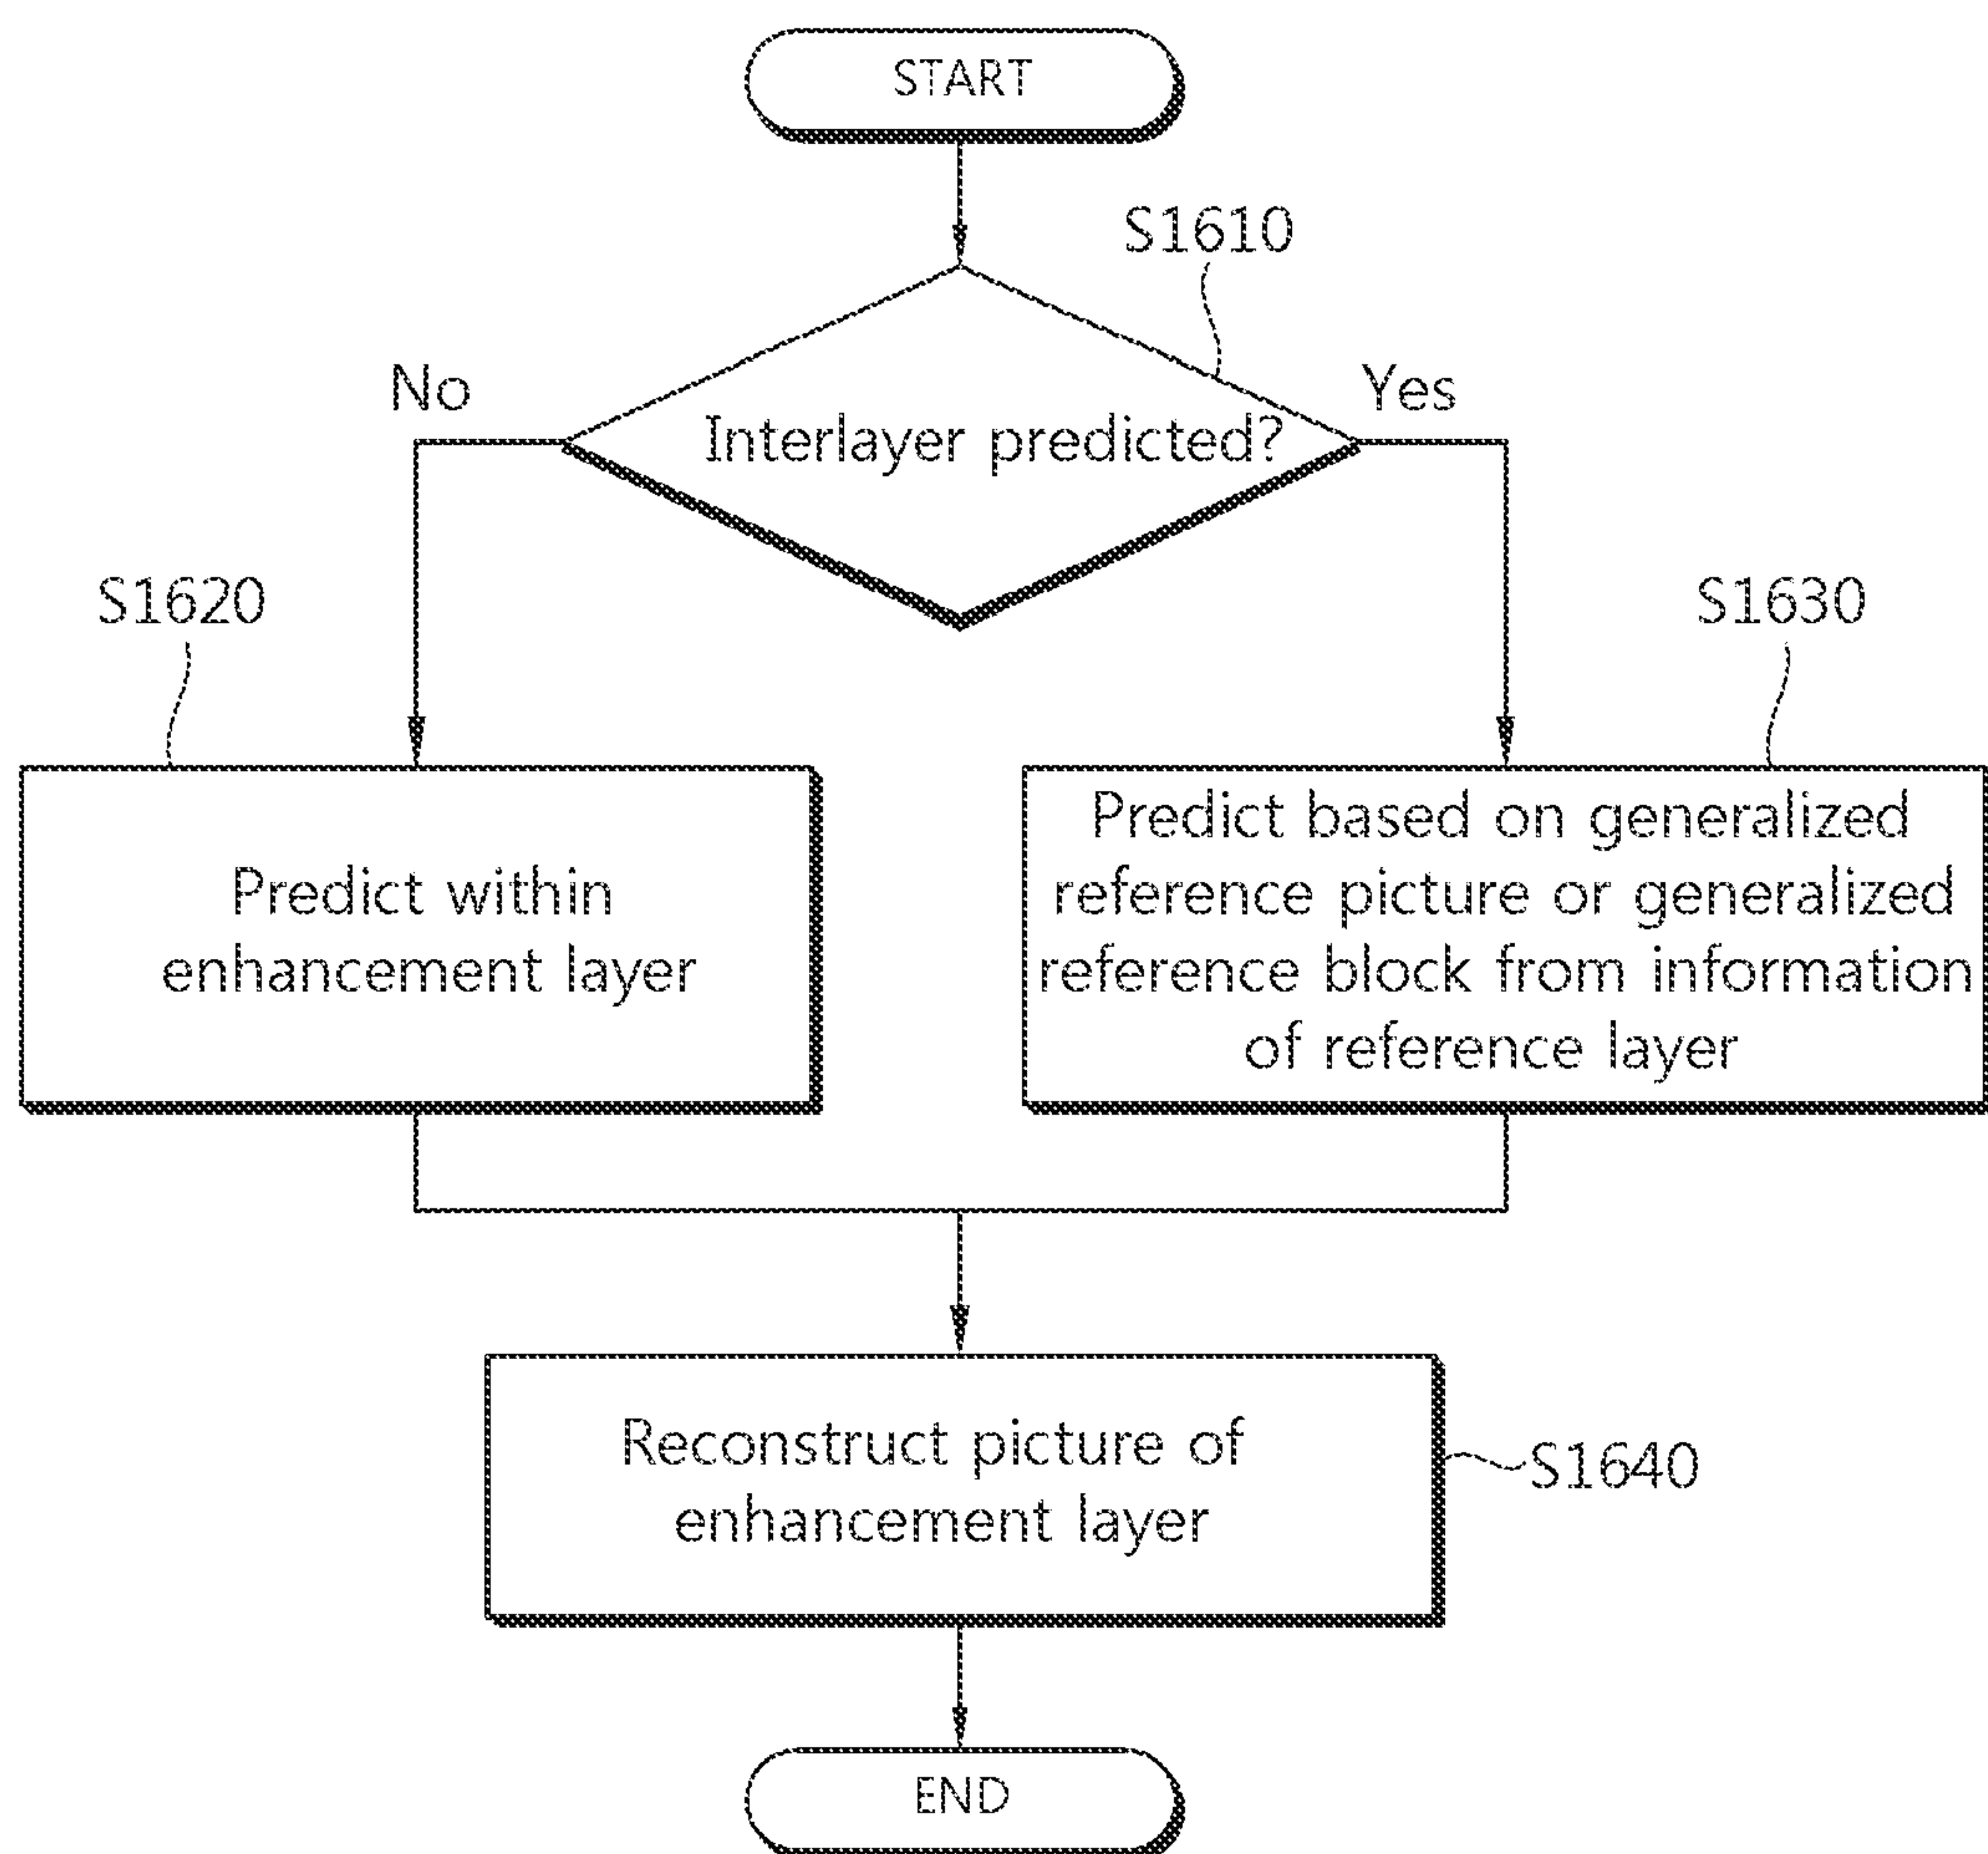 START
S1610
No
Yes
Interlayer predicted?
S1620
S1630
Predict within
enhancement layer
Predict based on generalized
reference picture or generalized
reference block from information
of reference layer
Reconstruct picture of
enhancement layer
S1640
END